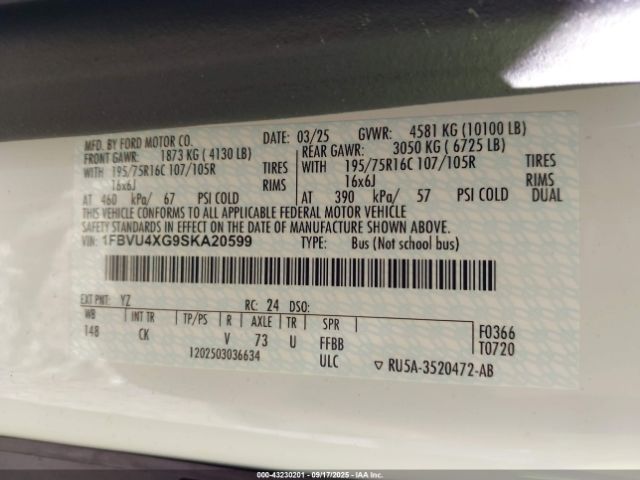 MFD. BY FORD MOTOR CO. DATE: 03/25 GVWR: 4581 KG (10100 LB)
FRONT GAWR: 1873 KG ( 4130 LB) REAR GAWR: 3050 KG ( 6725 LB)
WITH 195/75R16C 107/105R TIRES WITH 195/75R16C 107/105R TIRES
16x6J RIMS 16x6J RIMS
AT 460 kPa/ 67 PSI COLD AT 390 kPa/ 57 PSI COLD DUAL
THIS VEHICLE CONFORMS TO ALL APPLICABLE FEDERAL MOTOR VEHICLE
SAFETY STANDARDS IN EFFECT ON THE DATE OF MANUFACTURE SHOWN ABOVE.
VIN: 1FBVU4XG9SKA20599 TYPE: Bus (Not school bus)
EXT PNT: YZ RC: 24 DSO:
WB INT TR TP/PS R AXLE TR SPR F0366
148 CK V 73 U FFBB T0720
1202503036634 ULC ▽ RU5A-3520472-AB
IAA - 43230201 - 09/17/2025 - IAAI.com